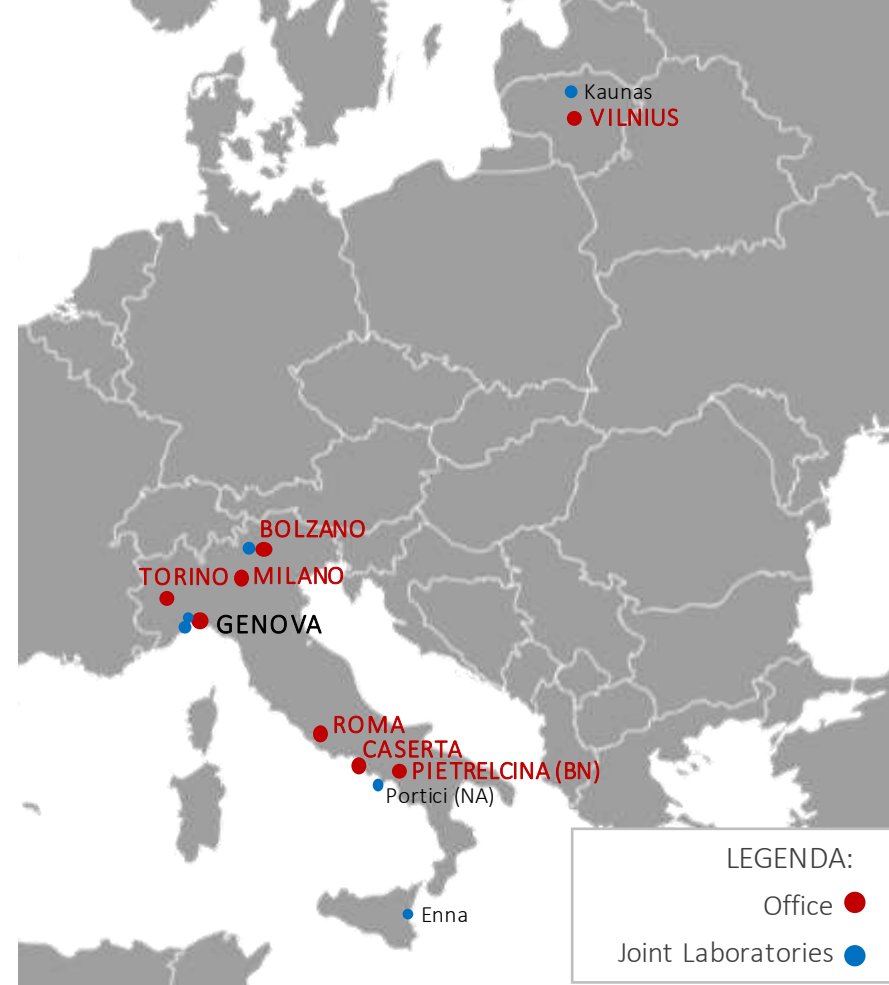 Kaunas
VILNIUS
BOLZANO
TORINO
MILANO
GENOVA
ROMA
CASERTA
PIETRELCINA (BN)
Portici (NA)
Enna
LEGENDA:
Office
Joint Laboratories